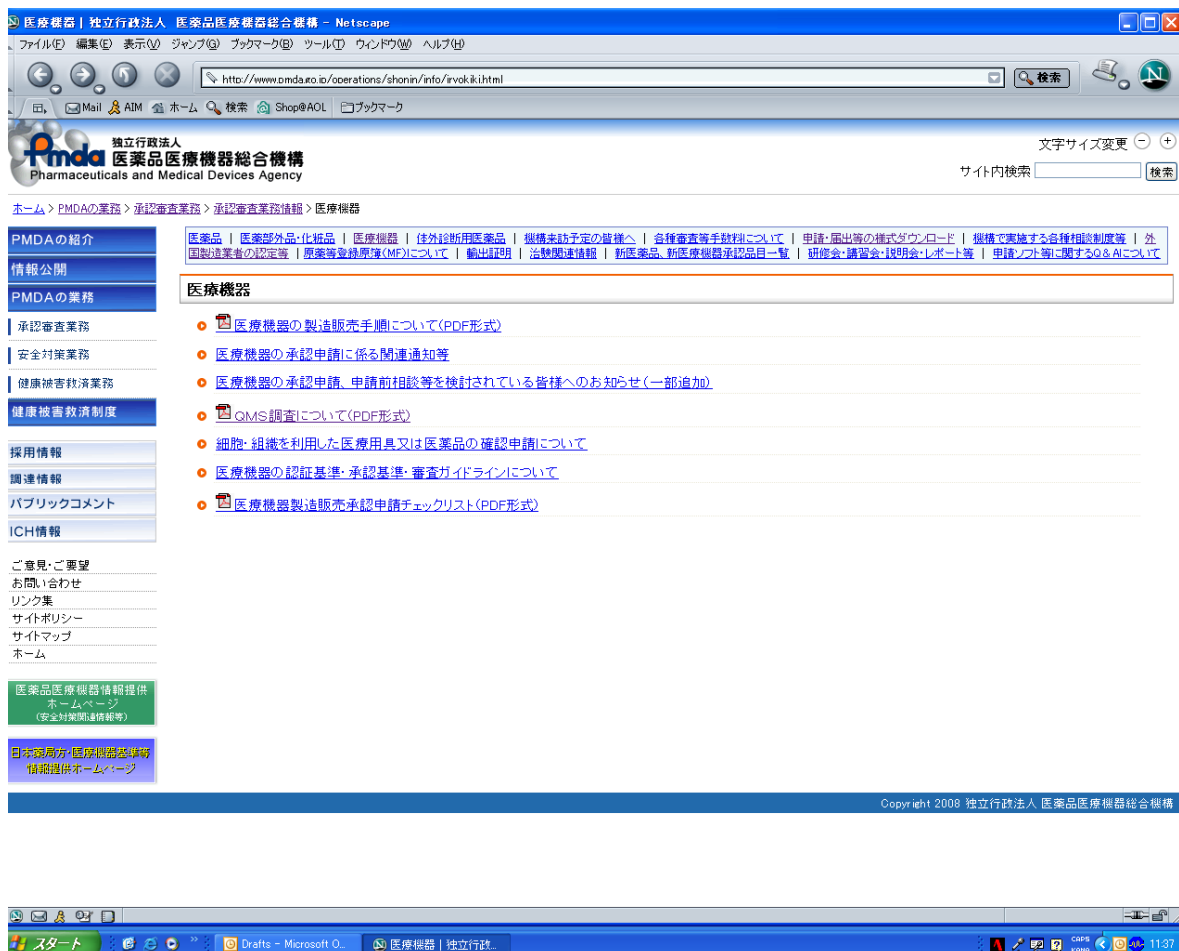 医療機器 | 独立行政法人 医薬品医療機器総合機構 - Netscape
ファイル(F) 編集(E) 表示(V) ジャンプ(G) ブックマーク(B) ツール(T) ウィンドウ(W) ヘルプ(H)
http://www.pmda.go.jp/operations/shonin/info/iryokiki.html
検索
Mail AIM ホーム 検索 Shop@AOL ブックマーク
Pmda 独立行政法人
医薬品医療機器総合機構
Pharmaceuticals and Medical Devices Agency
文字サイズ変更
サイト内検索 検索
ホーム > PMDAの業務 > 承認審査業務 > 承認審査業務情報 > 医療機器
医薬品 | 医薬部外品・化粧品 | 医療機器 | 体外診断用医薬品 | 機構来訪予定の皆様へ | 各種審査等手数料について | 申請・届出等の様式ダウンロード | 機構で実施する各種相談制度等 | 外
国製造業者の認定等 | 原薬等登録原簿(MF)について | 輸出証明 | 治験関連情報 | 新医薬品、新医療機器承認品目一覧 | 研修会・講習会・説明会・レポート等 | 申請ソフト等に関するQ&Aについて
PMDAの紹介
情報公開
PMDAの業務
承認審査業務
安全対策業務
健康被害救済業務
健康被害救済制度
採用情報
調達情報
パブリックコメント
ICH情報
ご意見・ご要望
お問い合わせ
リンク集
サイトポリシー
サイトマップ
ホーム
医薬品医療機器情報提供
ホームページ
(安全対策関連情報等)
日本薬局方・医療機器基準等
情報提供ホームページ
医療機器
医療機器の製造販売手順について(PDF形式)
医療機器の承認申請に係る関連通知等
医療機器の承認申請、申請前相談等を検討されている皆様へのお知らせ(一部追加)
QMS調査について(PDF形式)
細胞・組織を利用した医療用具又は医薬品の確認申請について
医療機器の認証基準・承認基準・審査ガイドラインについて
医療機器製造販売承認申請チェックリスト(PDF形式)
Copyright 2008 独立行政法人 医薬品医療機器総合機構
スタート Drafts - Microsoft O... 医療機器 | 独立行政... CAPS KANA 11:37